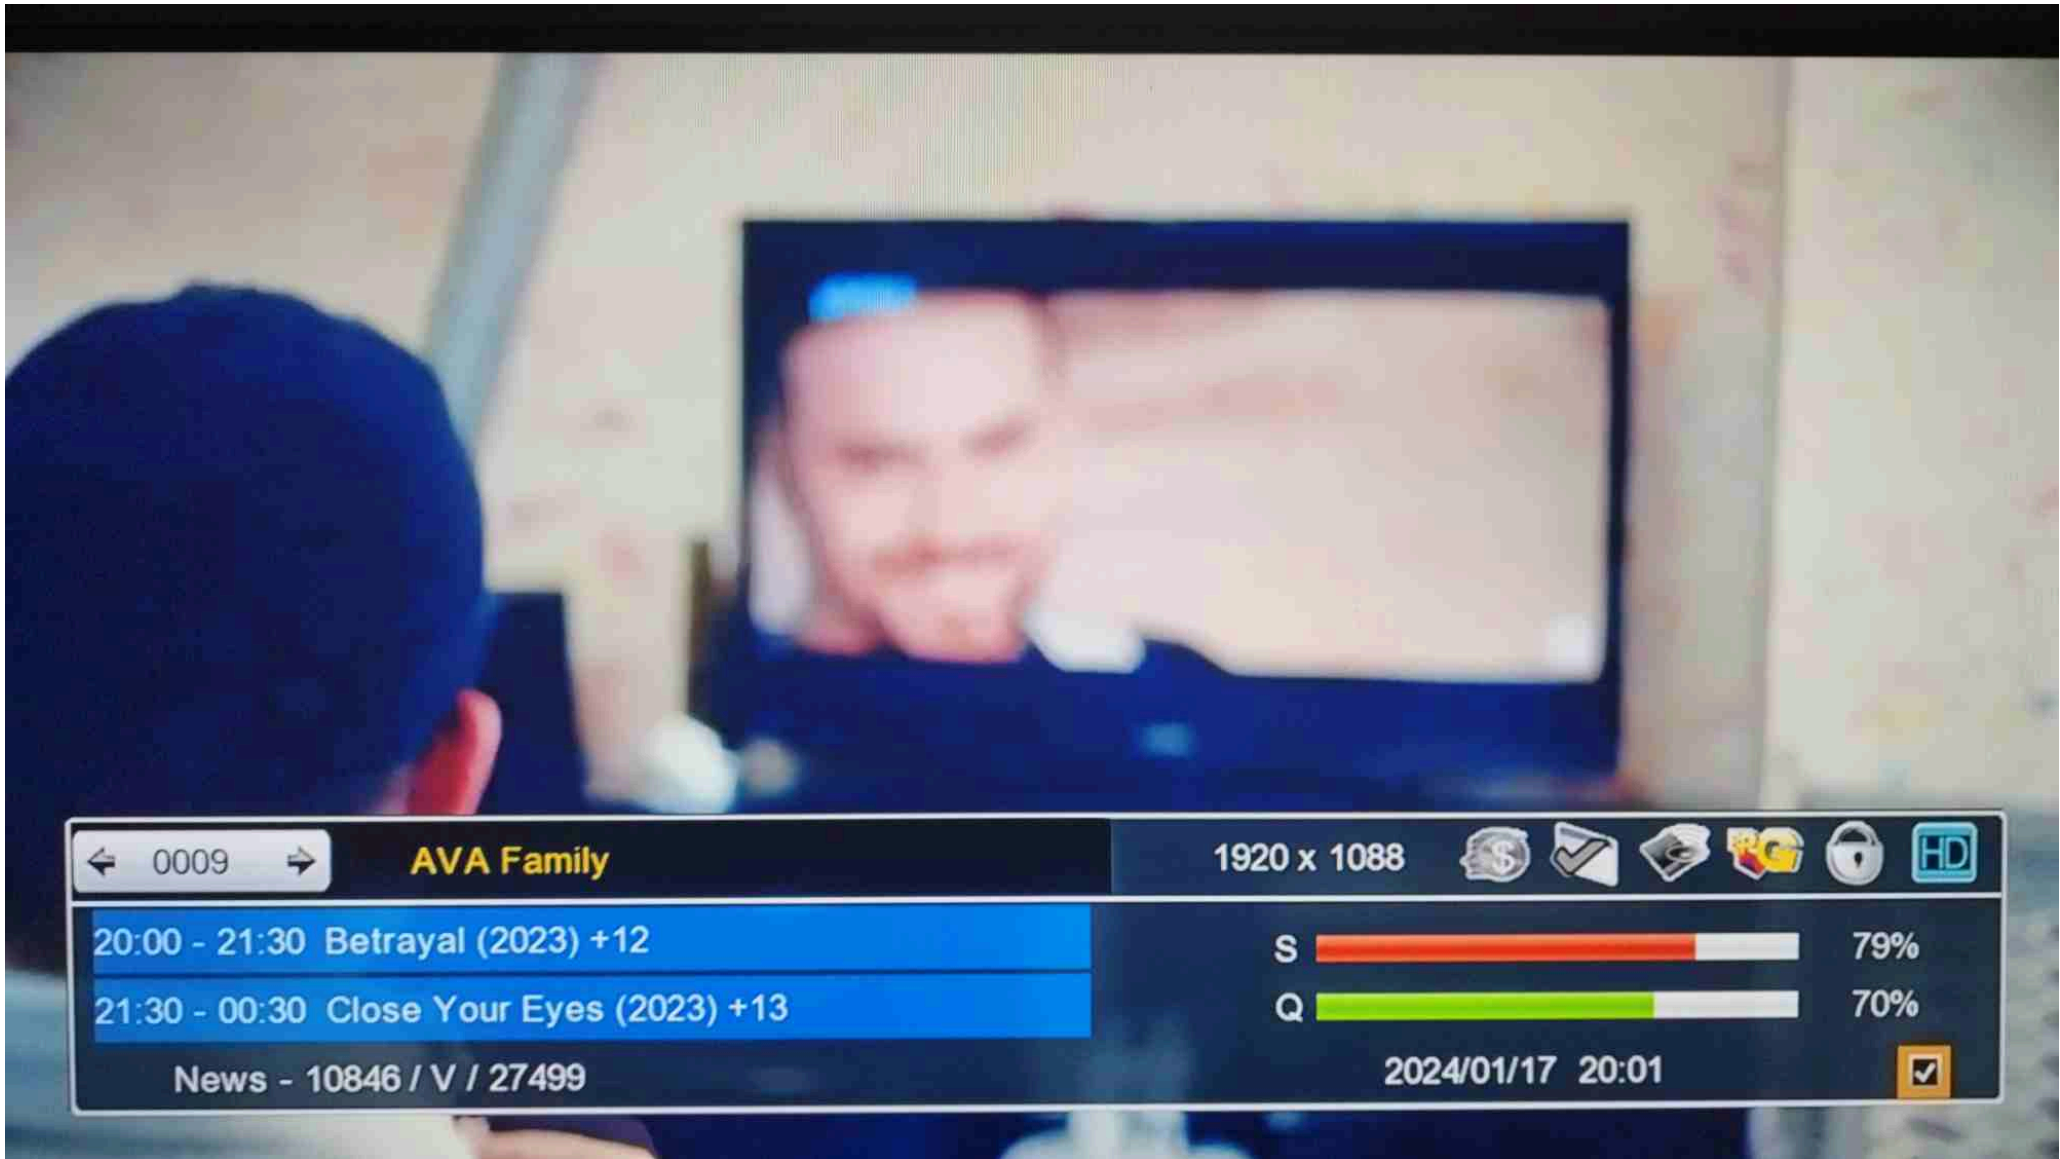 0009 AVA Family 1920 x 1088 $ G HD
20:00 - 21:30 Betrayal (2023) +12
S 79%
21:30 - 00:30 Close Your Eyes (2023) +13
Q 70%
News - 10846 / V / 27499
2024/01/17 20:01